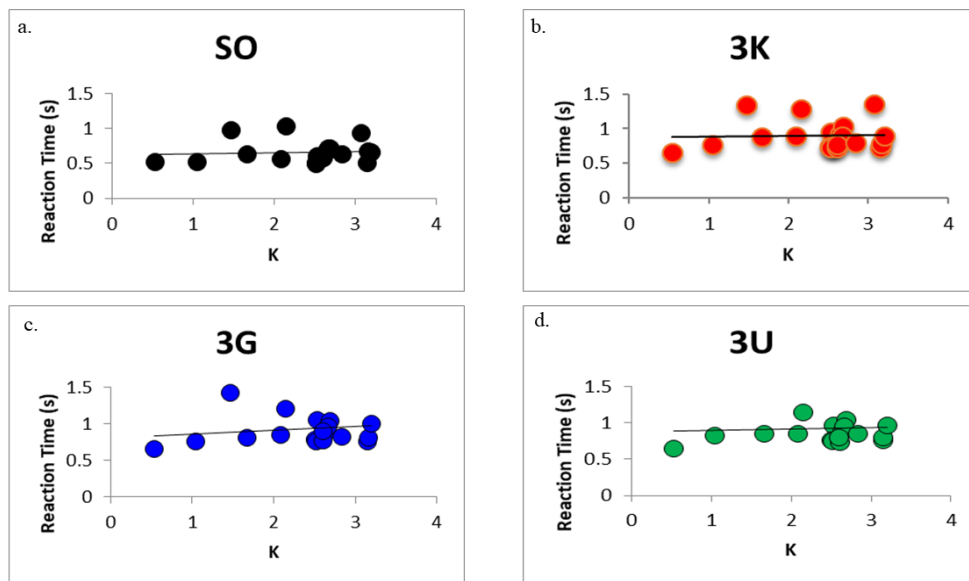 a.
SO
Reaction Time (s)
1.5
1
0.5
0
0 1 2 3 4
K
b.
3K
Reaction Time (s)
1.5
1
0.5
0
0 1 2 3 4
K
c.
3G
Reaction Time (s)
1.5
1
0.5
0
0 1 2 3 4
K
d.
3U
Reaction Time (s)
1.5
1
0.5
0
0 1 2 3 4
K